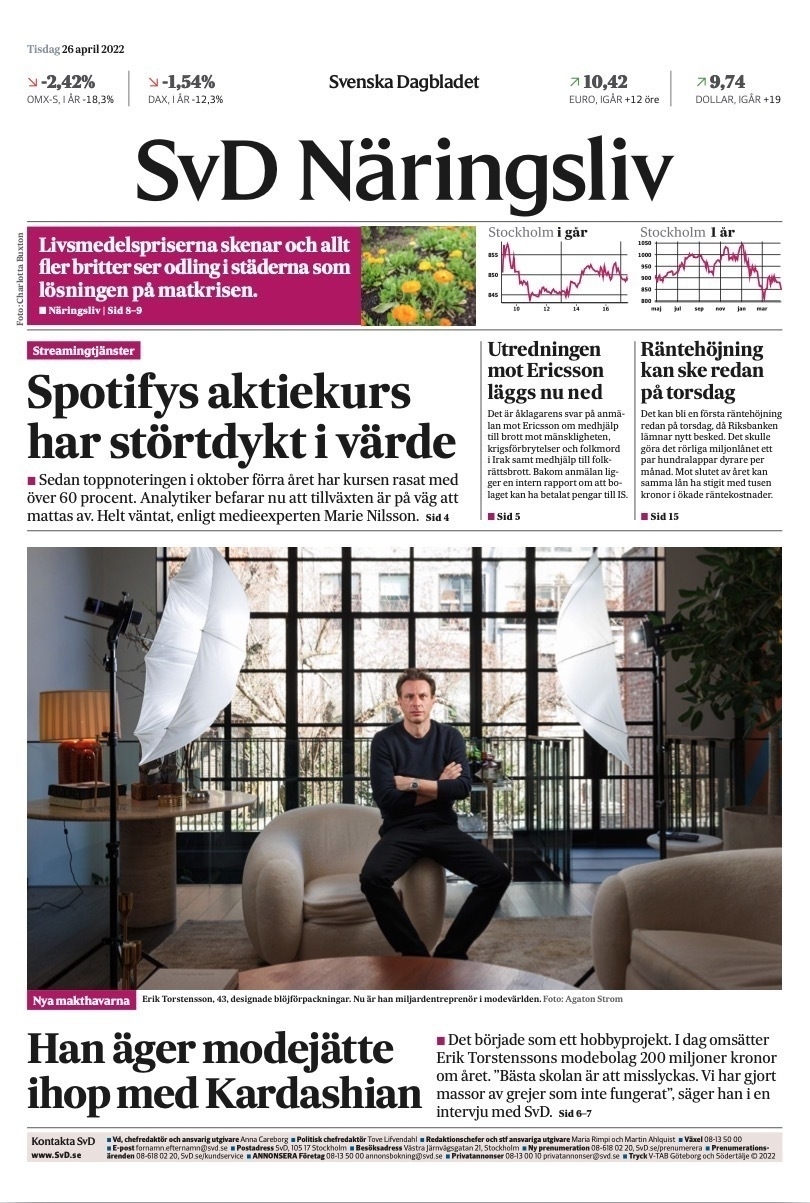 Tisdag 26 april 2022
-2,42%
OMX-S, I ÅR -18,3%
-1,54%
DAX, I ÅR -12,3%
Svenska Dagbladet
10,42
EURO, IGÅR +12 öre
9,74
DOLLAR, IGÅR +19
SvD Näringsliv
Foto: Charlotta Buxton
Livsmedelspriserna skenar och allt
fler britter ser odling i städerna som
lösningen på matkrisen.
■ Näringsliv | Sid 8–9
Stockholm i går
855
845
10 12 14 16
Stockholm 1 år
1050
1000
950
900
850
800
maj jul sep nov jan mar
Streamingtjänster
Spotifys aktiekurs
har störtdykt i värde
■ Sedan toppnoteringen i oktober förra året har kursen rasat med
över 60 procent. Analytiker befarar nu att tillväxten är på väg att
mattas av. Helt väntat, enligt medieexperten Marie Nilsson. Sid 4
Utredningen
mot Ericsson
läggs nu ned
Det är åklagarens svar på anmä-
lan mot Ericsson om medhjälp
till brott mot mänskligheten,
krigsförbrytelser och folkmord
i Irak samt medhjälp till folk-
rättsbrott. Bakom anmälan lig-
ger en intern rapport om att bo-
laget kan ha betalat pengar till IS.
■ Sid 5
Räntehöjning
kan ske redan
på torsdag
Det kan bli en första räntehöjning
redan på torsdag, då Riksbanken
lämnar nytt besked. Det skulle
göra det rörliga miljonlånet ett
par hundralappar dyrare per
månad. Mot slutet av året kan
samma lån ha stigit med tusen
kronor i ökade räntekostnader.
■ Sid 15
Nya makthavarna
Erik Torstensson, 43, designade blöjförpackningar. Nu är han miljardentreprenör i modevärlden. Foto: Agaton Strom
Han äger modejätte
ihop med Kardashian
■ Det började som ett hobbyprojekt. I dag omsätter
Erik Torstenssons modebolag 200 miljoner kronor
om året. ”Bästa skolan är att misslyckas. Vi har gjort
massor av grejer som inte fungerat”, säger han i en
intervju med SvD. Sid 6–7
Kontakta SvD
www.SvD.se
■ Vd, chefredaktör och ansvarig utgivare Anna Careborg ■ Politisk chefredaktör Tove Lifvendahl ■ Redaktionschefer och stf ansvariga utgivare Maria Rimpi och Martin Ahlquist ■ Växel 08-13 50 00
■ E-post fornamn.efternamn@svd.se ■ Postadress SvD, 105 17 Stockholm ■ Besöksadress Västra Järnvägsgatan 21, Stockholm ■ Ny prenumeration 08-618 02 20, SvD.se/prenumerera ■ Prenumerations-
ärenden 08-618 02 20, SvD.se/kundservice ■ ANNONSERA Företag 08-13 50 00 annonsbokning@svd.se ■ Privatannonser 08-13 00 10 privatannonser@svd.se ■ Tryck V-TAB Göteborg och Södertälje © 2022